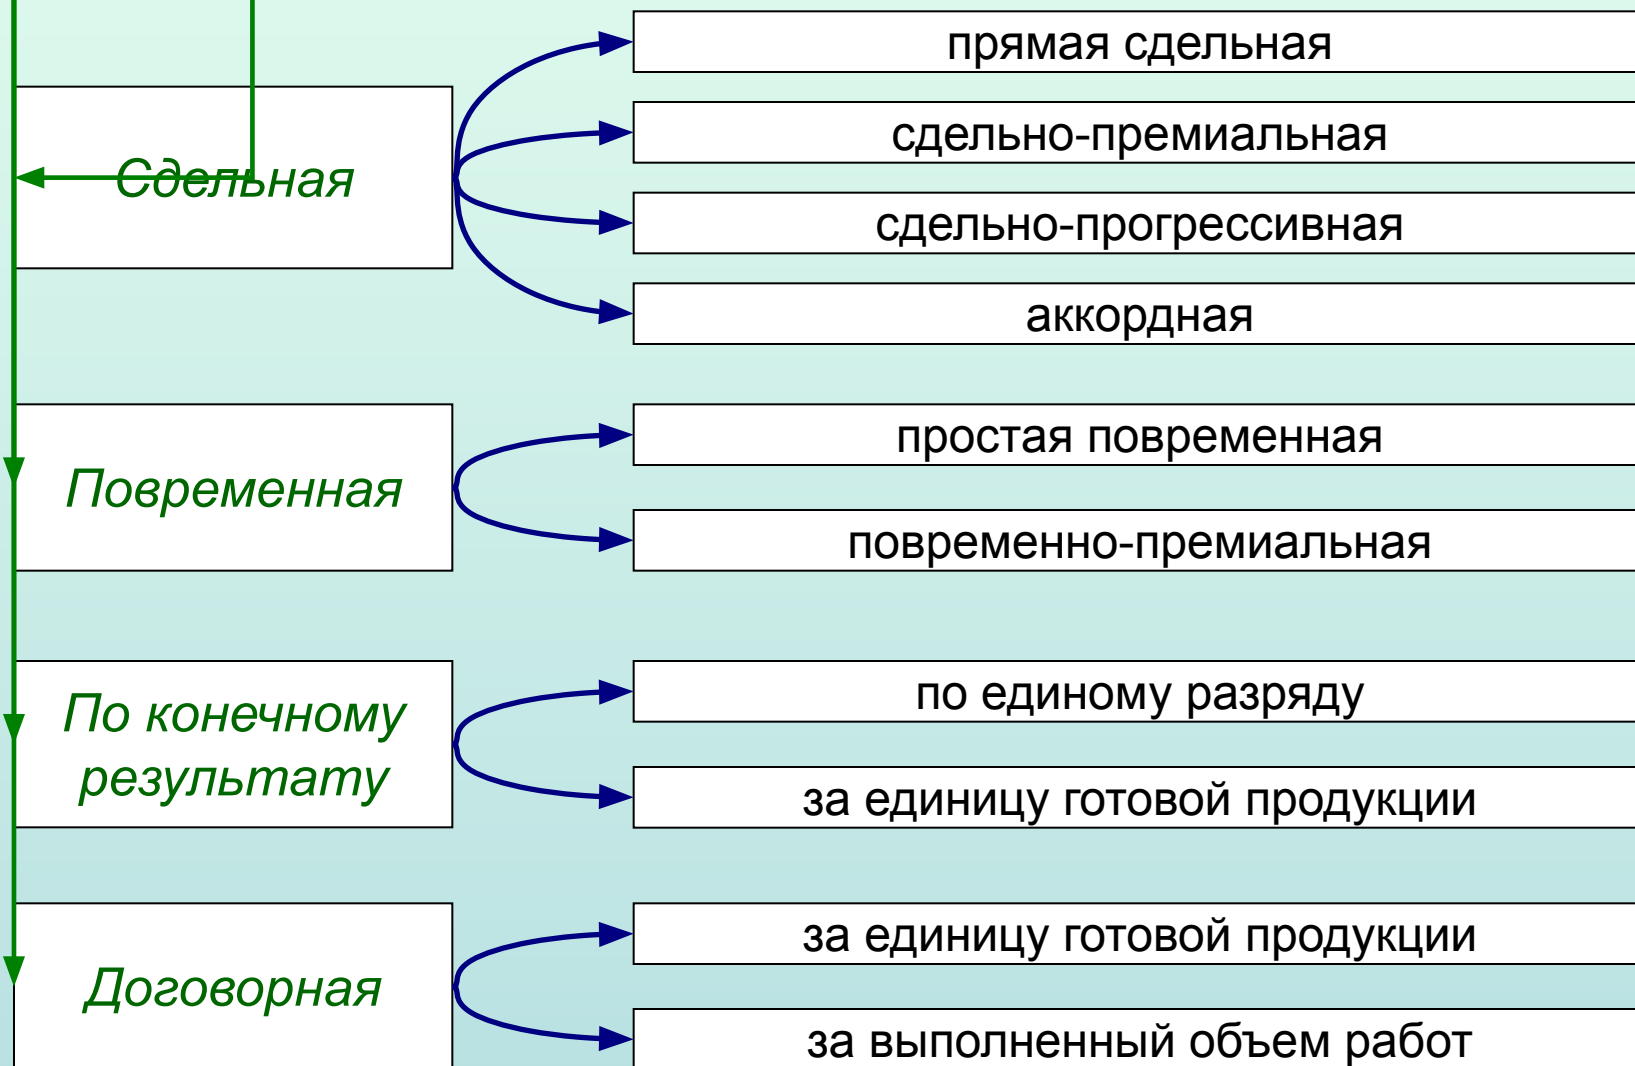 Сдельная
прямая сдельная
сдельно-премиальная
сдельно-прогрессивная
аккордная
Повременная
простая повременная
повременно-премиальная
По конечному
результату
по единому разряду
за единицу готовой продукции
Договорная
за единицу готовой продукции
за выполненный объем работ